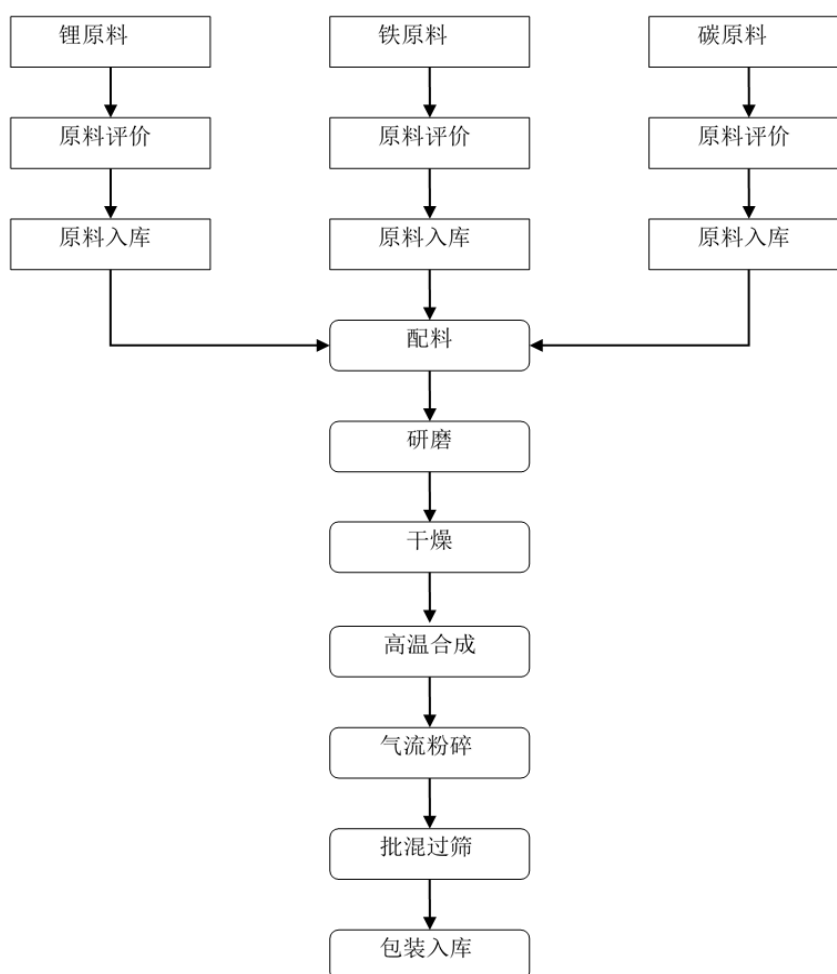 锂原料
铁原料
碳原料
原料评价
原料评价
原料评价
原料入库
原料入库
原料入库
配料
研磨
干燥
高温合成
气流粉碎
批混过筛
包装入库